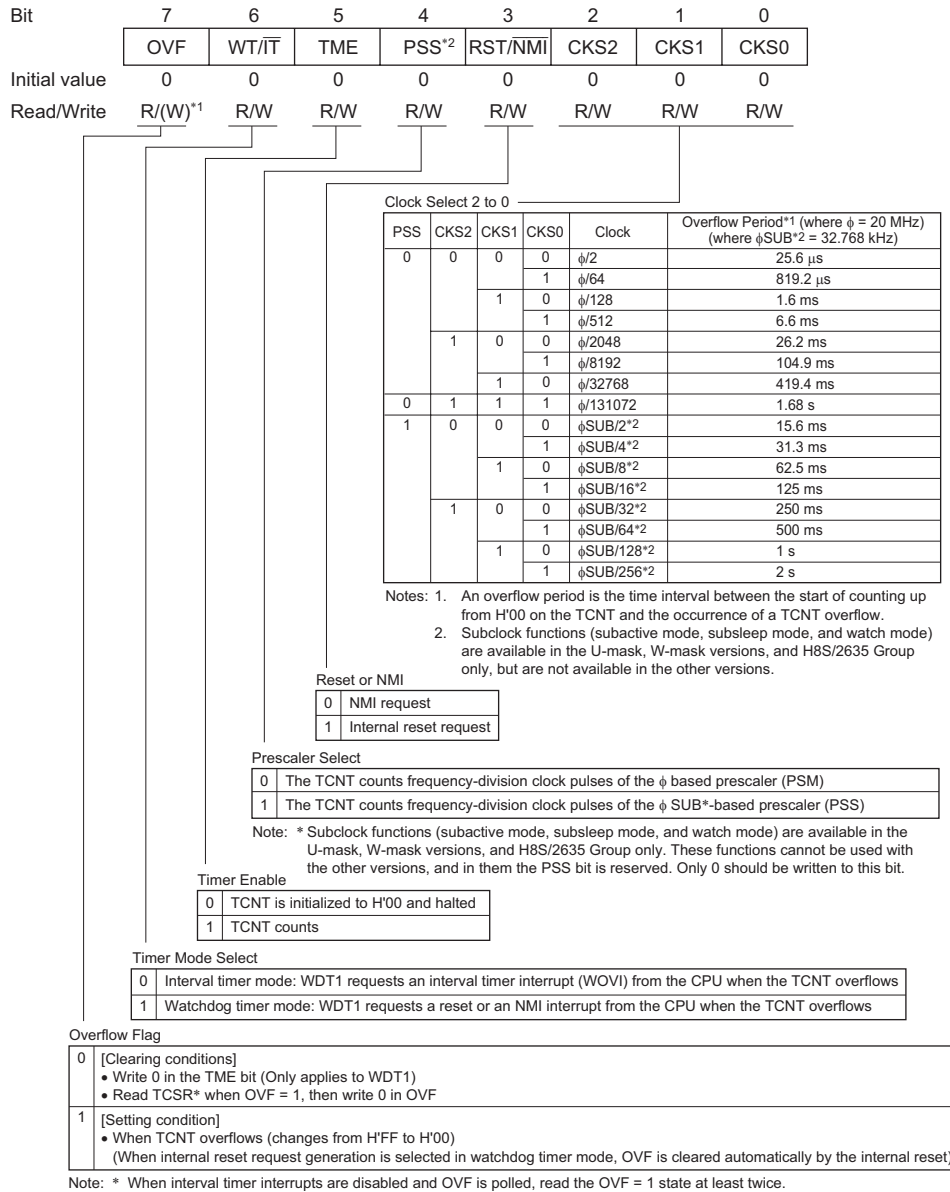 Bit 7 6 5 4 3 2 1 0
OVF WT/I̅T̅ TME PSS*2 RST/N̅M̅I̅ CKS2 CKS1 CKS0
Initial value 0 0 0 0 0 0 0 0
Read/Write R/(W)*1 R/W R/W R/W R/W R/W R/W R/W
Clock Select 2 to 0
PSS CKS2 CKS1 CKS0 Clock Overflow Period*1 (where ϕ = 20 MHz)
(where ϕSUB*2 = 32.768 kHz)
0 0 0 0 ϕ/2 25.6 μs
1 ϕ/64 819.2 μs
1 0 ϕ/128 1.6 ms
1 ϕ/512 6.6 ms
1 0 0 ϕ/2048 26.2 ms
1 ϕ/8192 104.9 ms
1 0 ϕ/32768 419.4 ms
0 1 1 1 ϕ/131072 1.68 s
1 0 0 0 ϕSUB/2*2 15.6 ms
1 ϕSUB/4*2 31.3 ms
1 0 ϕSUB/8*2 62.5 ms
1 ϕSUB/16*2 125 ms
1 0 0 ϕSUB/32*2 250 ms
1 ϕSUB/64*2 500 ms
1 0 ϕSUB/128*2 1 s
1 ϕSUB/256*2 2 s
Notes: 1. An overflow period is the time interval between the start of counting up
from H'00 on the TCNT and the occurrence of a TCNT overflow.
2. Subclock functions (subactive mode, subsleep mode, and watch mode)
are available in the U-mask, W-mask versions, and H8S/2635 Group
only, but are not available in the other versions.
Reset or NMI
0 NMI request
1 Internal reset request
Prescaler Select
0 The TCNT counts frequency-division clock pulses of the ϕ based prescaler (PSM)
1 The TCNT counts frequency-division clock pulses of the ϕ SUB*-based prescaler (PSS)
Note: * Subclock functions (subactive mode, subsleep mode, and watch mode) are available in the
U-mask, W-mask versions, and H8S/2635 Group only. These functions cannot be used with
the other versions, and in them the PSS bit is reserved. Only 0 should be written to this bit.
Timer Enable
0 TCNT is initialized to H'00 and halted
1 TCNT counts
Timer Mode Select
0 Interval timer mode: WDT1 requests an interval timer interrupt (WOVI) from the CPU when the TCNT overflows
1 Watchdog timer mode: WDT1 requests a reset or an NMI interrupt from the CPU when the TCNT overflows
Overflow Flag
0 [Clearing conditions]
• Write 0 in the TME bit (Only applies to WDT1)
• Read TCSR* when OVF = 1, then write 0 in OVF
1 [Setting condition]
• When TCNT overflows (changes from H'FF to H'00)
(When internal reset request generation is selected in watchdog timer mode, OVF is cleared automatically by the internal reset)
Note: * When interval timer interrupts are disabled and OVF is polled, read the OVF = 1 state at least twice.